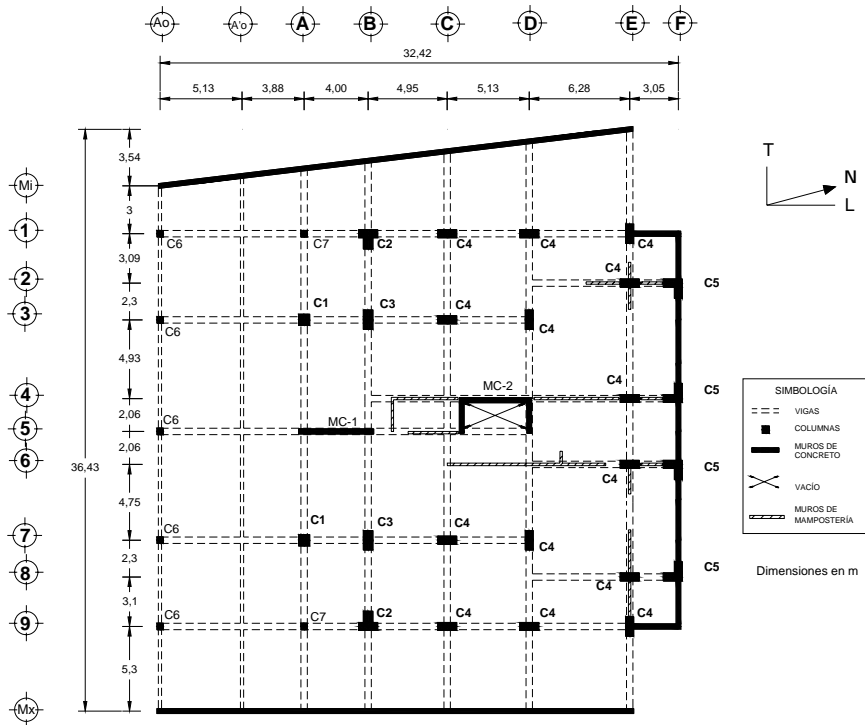 Ao A'o A B C D E F
32,42
5,13 3,88 4,00 4,95 5,13 6,28 3,05
36,43
3,54
Mi
3
1
C6 C7 C2 C4 C4 C4
3,09
2
C4 C5
2,3
3
C1 C3 C4
C6 C4
4,93
4
C4 C5
MC-2
2,06
5
MC-1
C6
2,06
6
C4 C5
4,75
7
C1 C3 C4
C6 C4
2,3
8
C4 C5
3,1
9
C6 C7 C2 C4 C4 C4
5,3
Mx
T
N
L
SIMBOLOGÍA
VIGAS
COLUMNAS
MUROS DE
CONCRETO
VACÍO
MUROS DE
MAMPOSTERÍA
Dimensiones en m